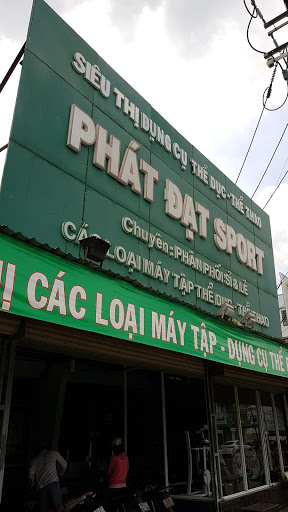 SIÊU THỊ DỤNG CỤ THỂ DỤC - THỂ THAO
PHÁT ĐẠT SPORT
Chuyên: PHÂN PHỐI SỈ & LẺ
CÁC LOẠI MÁY TẬP THỂ DỤC - THỂ THAO
Ị CÁC LOẠI MÁY TẬP - DỤNG CỤ THỂ